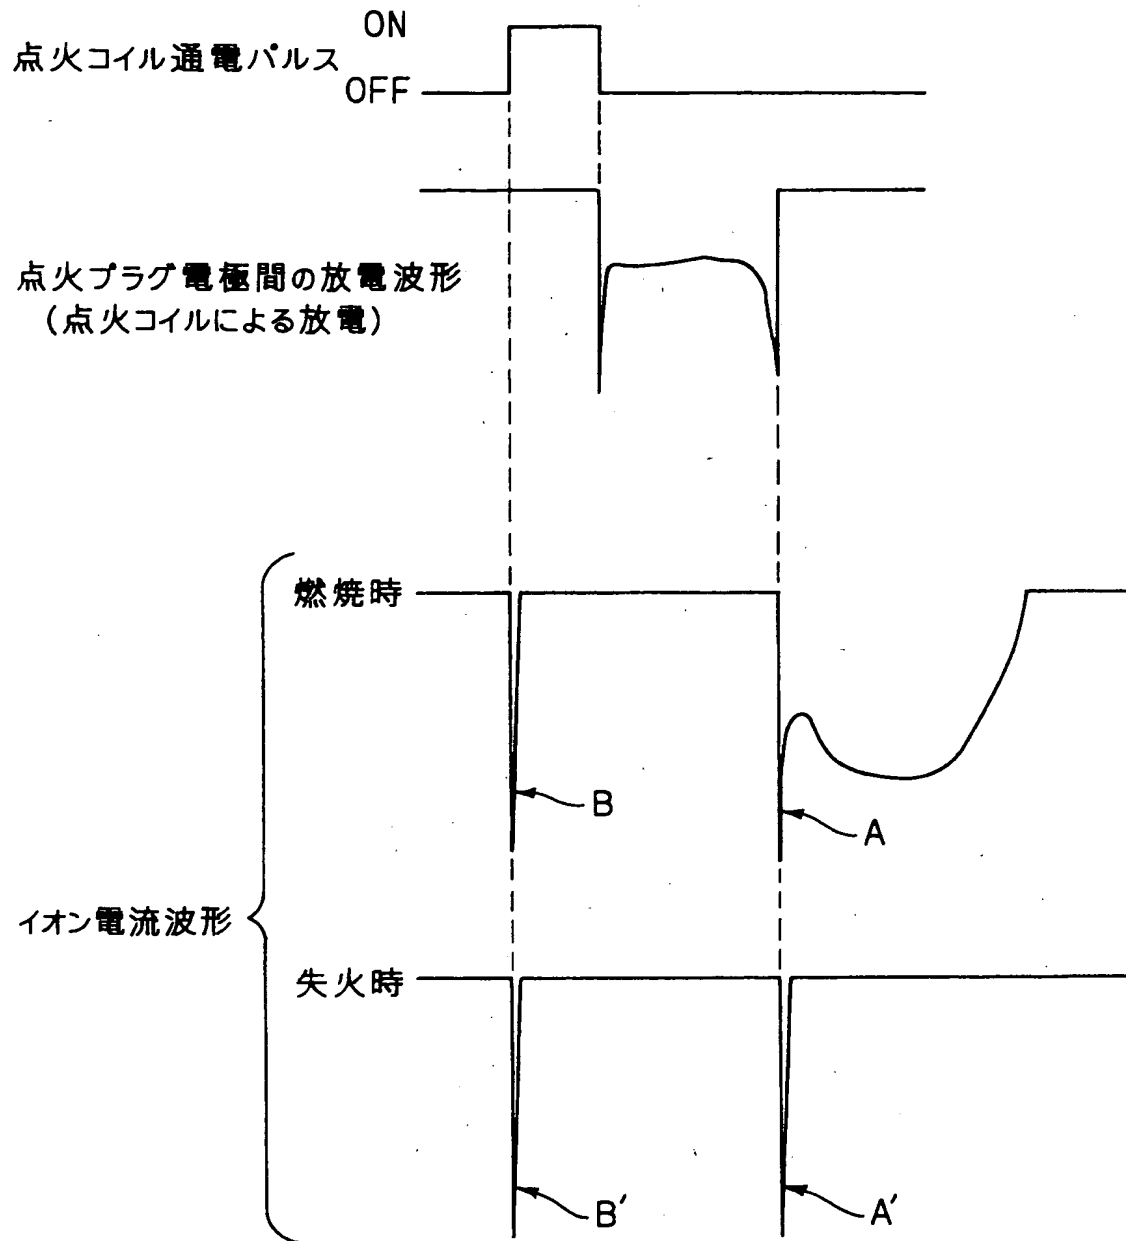 ON
点火コイル通電パルス
OFF
点火プラグ電極間の放電波形
(点火コイルによる放電)
燃焼時
B
A
イオン電流波形
失火時
B′
A′